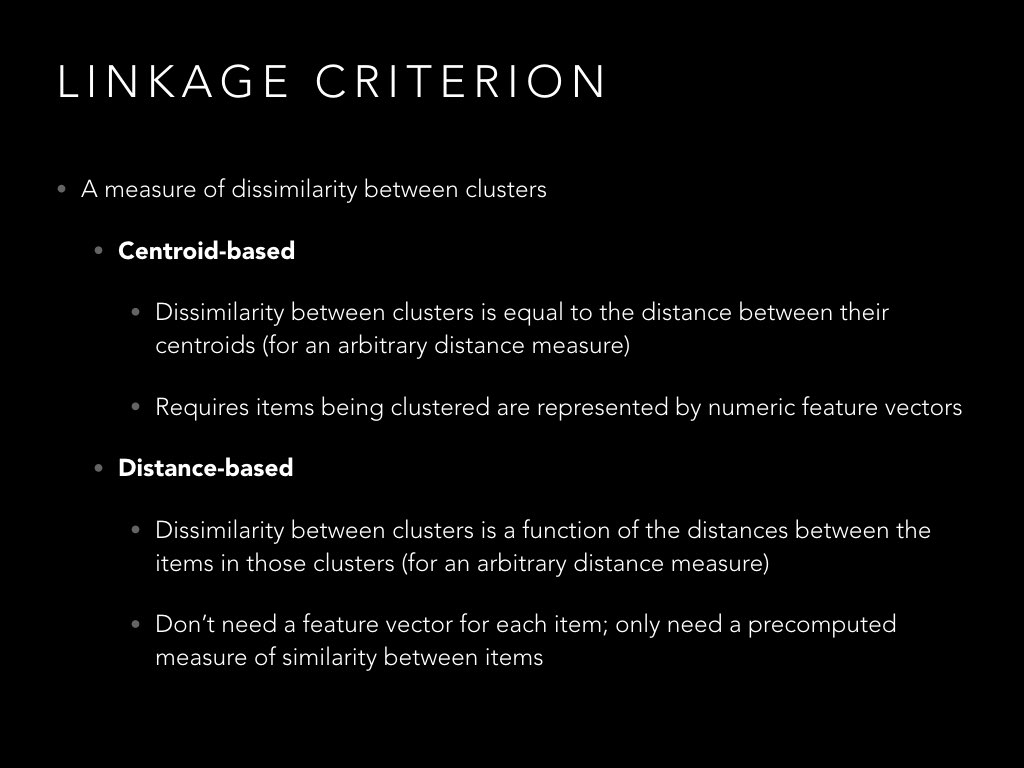 LINKAGE CRITERION
• A measure of dissimilarity between clusters
• Centroid-based
• Dissimilarity between clusters is equal to the distance between their
centroids (for an arbitrary distance measure)
• Requires items being clustered are represented by numeric feature vectors
• Distance-based
• Dissimilarity between clusters is a function of the distances between the
items in those clusters (for an arbitrary distance measure)
• Don’t need a feature vector for each item; only need a precomputed
measure of similarity between items